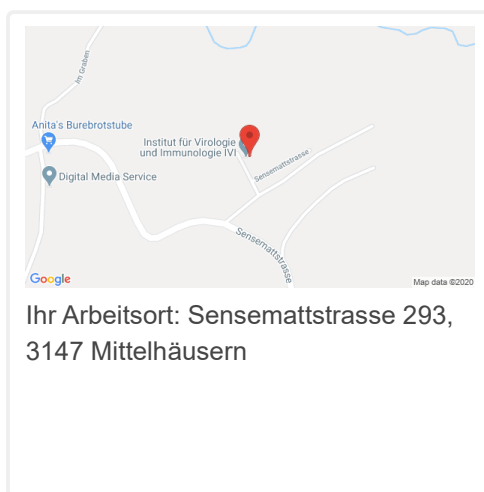 Im Graben
Anita's Burebrotstube
Institut für Virologie
und Immunologie IVI
Sensemattstrasse
Digital Media Service
Sensemattstrasse
Google
Map data ©2020
Ihr Arbeitsort: Sensemattstrasse 293,
3147 Mittelhäusern